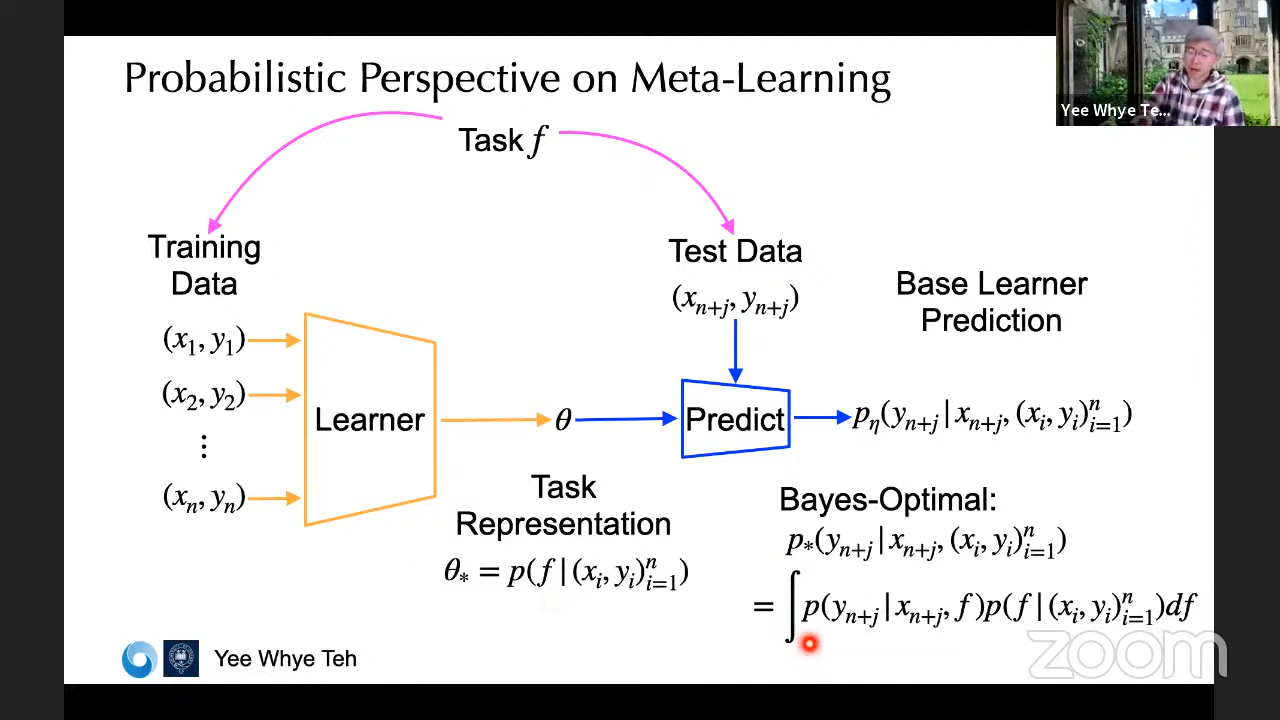 Probabilistic Perspective on Meta-Learning
Yee Whye Te...
Task f
Training
Data
Test Data
(x_{n+j}, y_{n+j})
Base Learner
Prediction
(x_1, y_1)
(x_2, y_2)
⋮
(x_n, y_n)
Learner
θ
Predict
p_η(y_{n+j} | x_{n+j}, (x_i, y_i)_{i=1}^n)
Task
Representation
θ_* = p(f | (x_i, y_i)_{i=1}^n)
Bayes-Optimal:
p_*(y_{n+j} | x_{n+j}, (x_i, y_i)_{i=1}^n)
= ∫ p(y_{n+j} | x_{n+j}, f)p(f | (x_i, y_i)_{i=1}^n)df
Yee Whye Teh
zoom